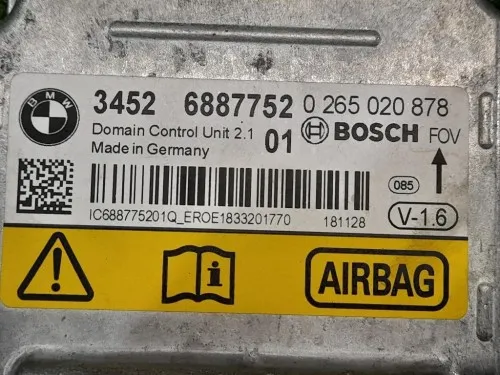 BMW
3452 6887752 0 265 020 878
Domain Control Unit 2.1 01 BOSCH FOV
Made in Germany
085
IC688775201Q_EROE1833201770 181128 V-1.6
i AIRBAG